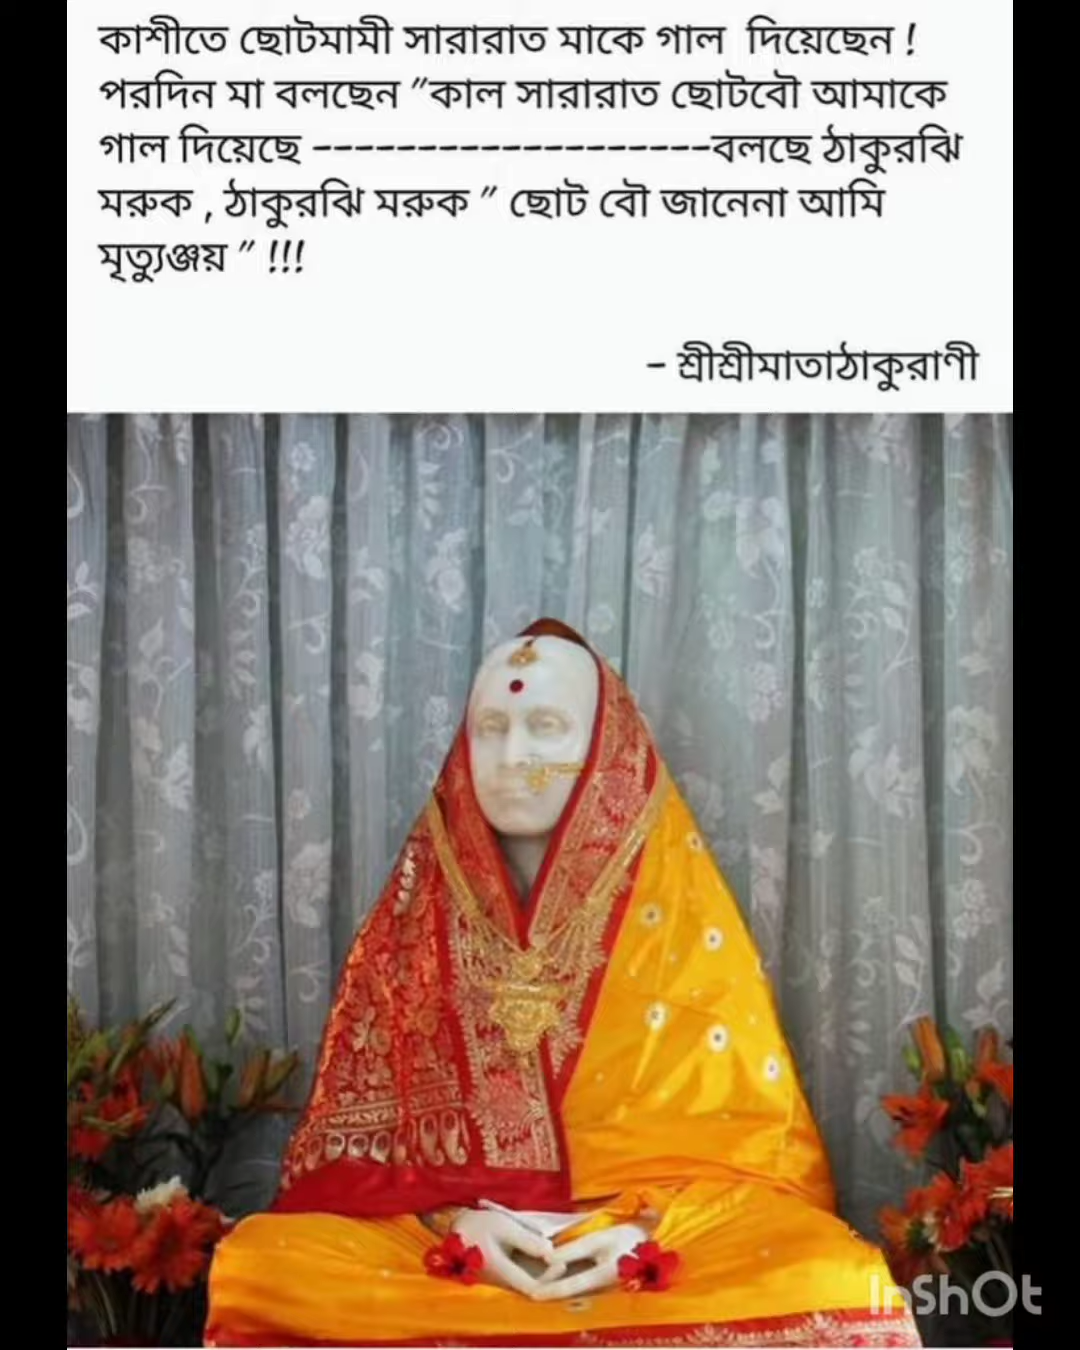 কাশীতে ছোটমামী সারারাত মাকে গাল দিয়েছেন !
পরদিন মা বলছেন "কাল সারারাত ছোটবৌ আমাকে
গাল দিয়েছে -------------------বলছে ঠাকুরঝি
মরুক , ঠাকুরঝি মরুক " ছোট বৌ জানেনা আমি
মৃত্যুঞ্জয় " !!!
– শ্রীশ্রীমাতাঠাকুরাণী
InShOt